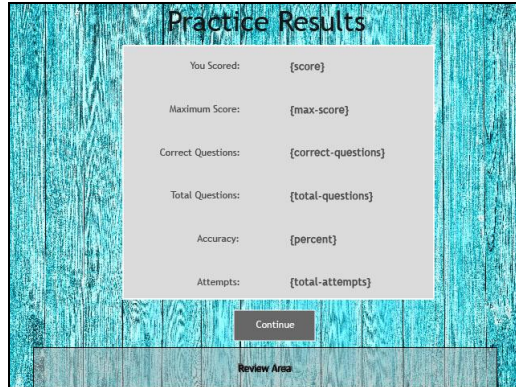 Practice Results
You Scored: {score}
Maximum Score: {max-score}
Correct Questions: {correct-questions}
Total Questions: {total-questions}
Accuracy: {percent}
Attempts: {total-attempts}
Continue
Review Area